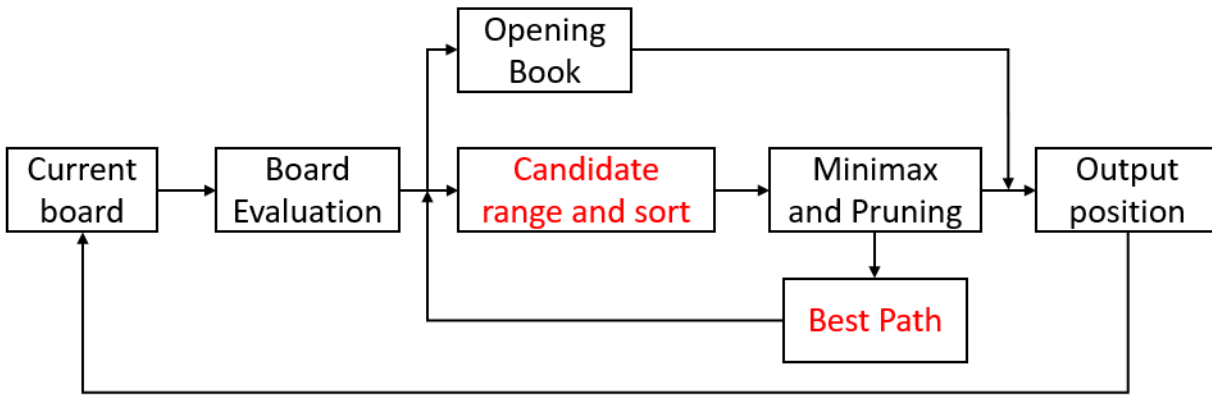 Opening
Book
Current
board
Board
Evaluation
Candidate
range and sort
Minimax
and Pruning
Output
position
Best Path